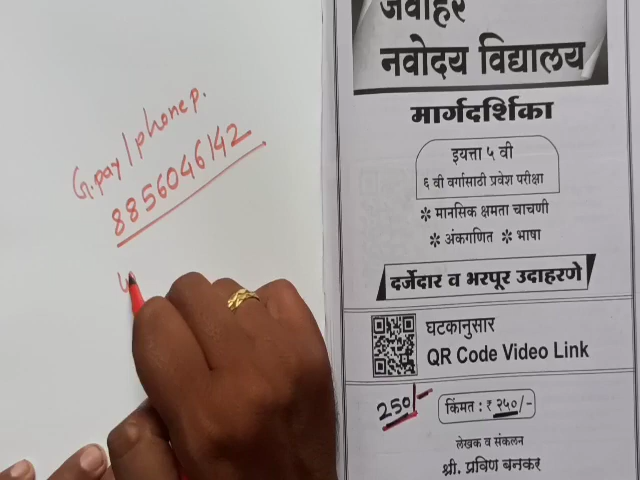 G.pay/phone p.
8856046142
जवाहर
नवोदय विद्यालय
मार्गदर्शिका
इयत्ता ५ वी
६ वी वर्गासाठी प्रवेश परीक्षा
* मानसिक क्षमता चाचणी
* अंकगणित * भाषा
दर्जेदार व भरपूर उदाहरणे
घटकानुसार
QR Code Video Link
250/-
किंमत : ₹ २५०/-
लेखक व संकलन
श्री. प्रविण बनकर